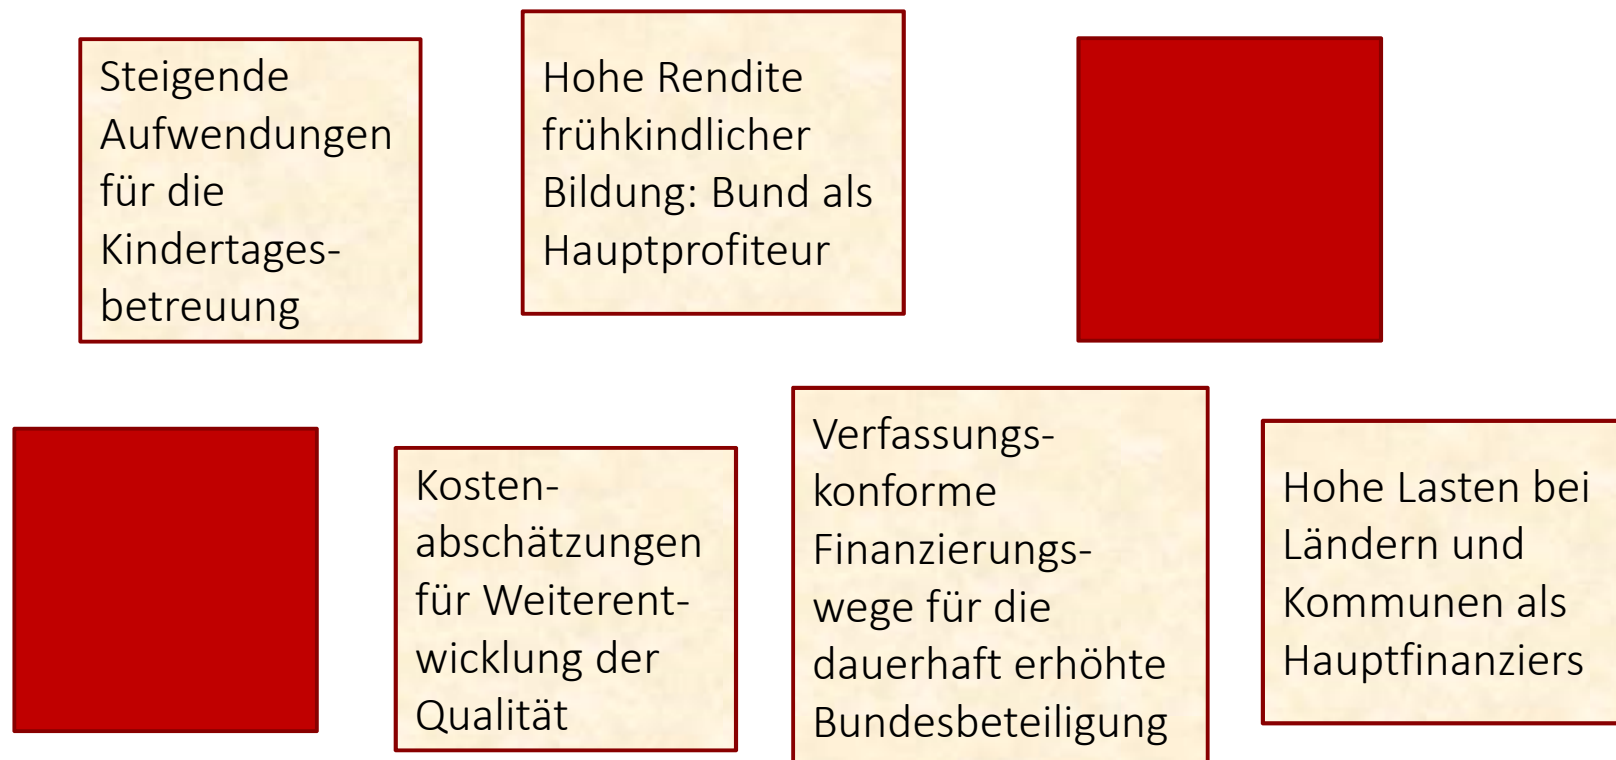 Steigende
Aufwendungen
für die
Kindertages-
betreuung
Hohe Rendite
frühkindlicher
Bildung: Bund als
Hauptprofiteur
Kosten-
abschätzungen
für Weiterent-
wicklung der
Qualität
Verfassungs-
konforme
Finanzierungs-
wege für die
dauerhaft erhöhte
Bundesbeteiligung
Hohe Lasten bei
Ländern und
Kommunen als
Hauptfinanziers